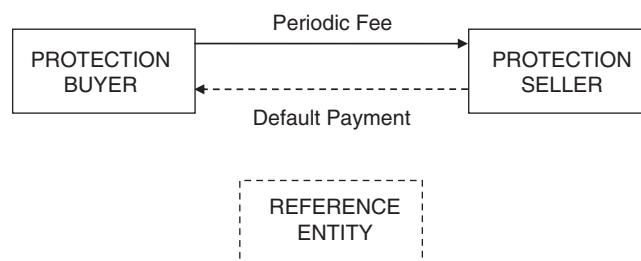 Periodic Fee
PROTECTION
BUYER
PROTECTION
SELLER
Default Payment
REFERENCE
ENTITY